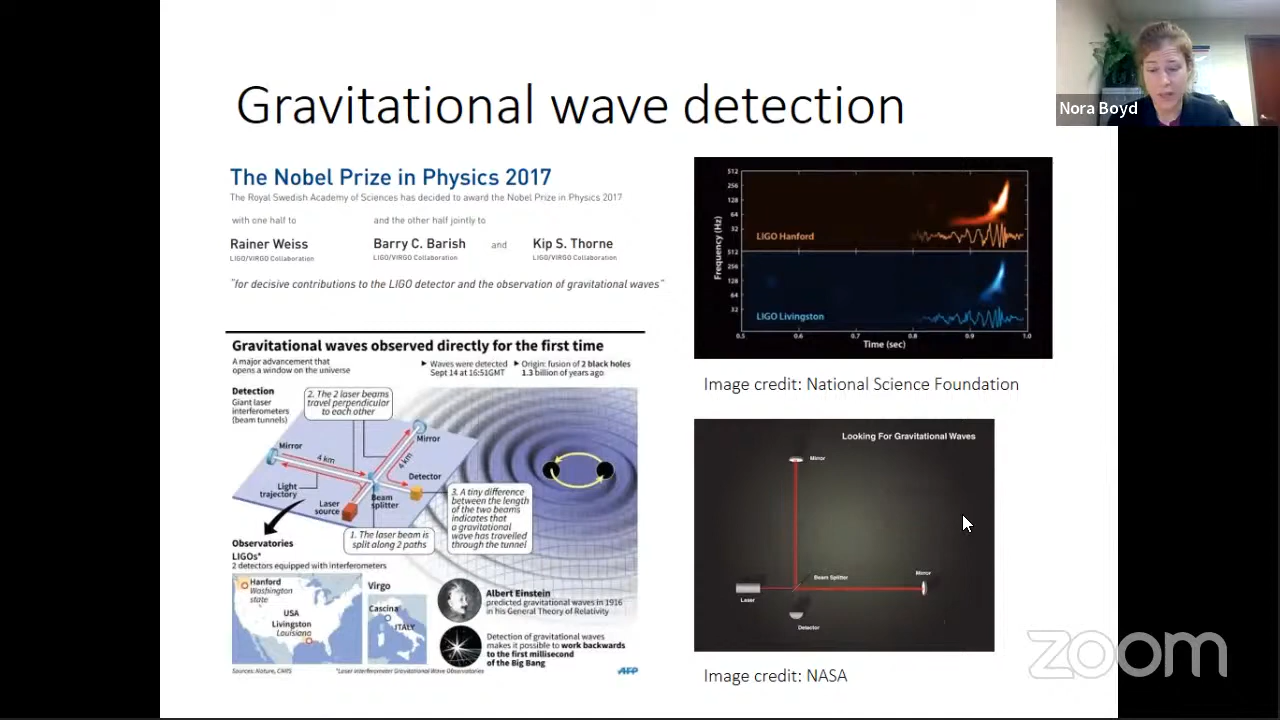 Gravitational wave detection
Nora Boyd
The Nobel Prize in Physics 2017
The Royal Swedish Academy of Sciences has decided to award the Nobel Prize in Physics 2017
with one half to
and the other half jointly to
Rainer Weiss
Barry C. Barish and Kip S. Thorne
LIGO/VIRGO Collaboration
LIGO/VIRGO Collaboration
LIGO/VIRGO Collaboration
"for decisive contributions to the LIGO detector and the observation of gravitational waves"
Gravitational waves observed directly for the first time
A major advancement that
opens a window on the universe
Waves were detected
Sept 14 at 16:51GMT
Origin: fusion of 2 black holes
1.3 billion of years ago
Detection
Giant laser
interferometers
(beam tunnels)
2. The 2 laser beams
travel perpendicular
to each other
Mirror
4 km
Mirror
4 km
Light
trajectory
Laser
source
Beam
splitter
Detector
3. A tiny difference
between the length
of the two beams
indicates that
a gravitational
wave has travelled
through the tunnel
1. The laser beam is
split along 2 paths
Observatories
LIGOs*
2 detectors equipped with interferometers
Hanford
Washington
state
USA
Livingston
Louisiana
Virgo
Cascina
ITALY
Albert Einstein
predicted gravitational waves in 1916
in his General Theory of Relativity
Detection of gravitational waves
makes it possible to work backwards
to the first millisecond
of the Big Bang
Sources: Nature, CNRS
*Laser Interferometer Gravitational Wave Observatories
AFP
Frequency (Hz)
512
256
128
64
32
LIGO Hanford
512
256
128
64
32
LIGO Livingston
0.5 0.6 0.7 0.8 0.9 1.0
Time (sec)
Image credit: National Science Foundation
Looking For Gravitational Waves
Mirror
Beam Splitter
Mirror
Laser
Detector
Image credit: NASA
zoom